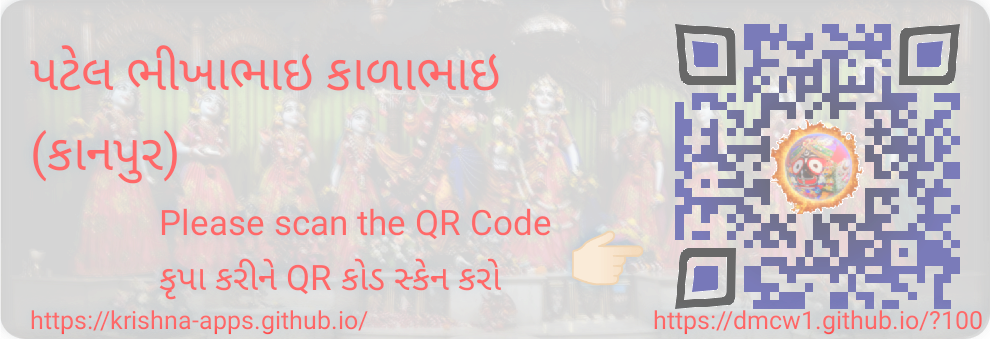 પટેલ ભીખાભાઇ કાળાભાઇ
(કાનપુર)
Please scan the QR Code
કૃપા કરીને QR કોડ સ્કેન કરો
https://krishna-apps.github.io/
https://dmcw1.github.io/?100